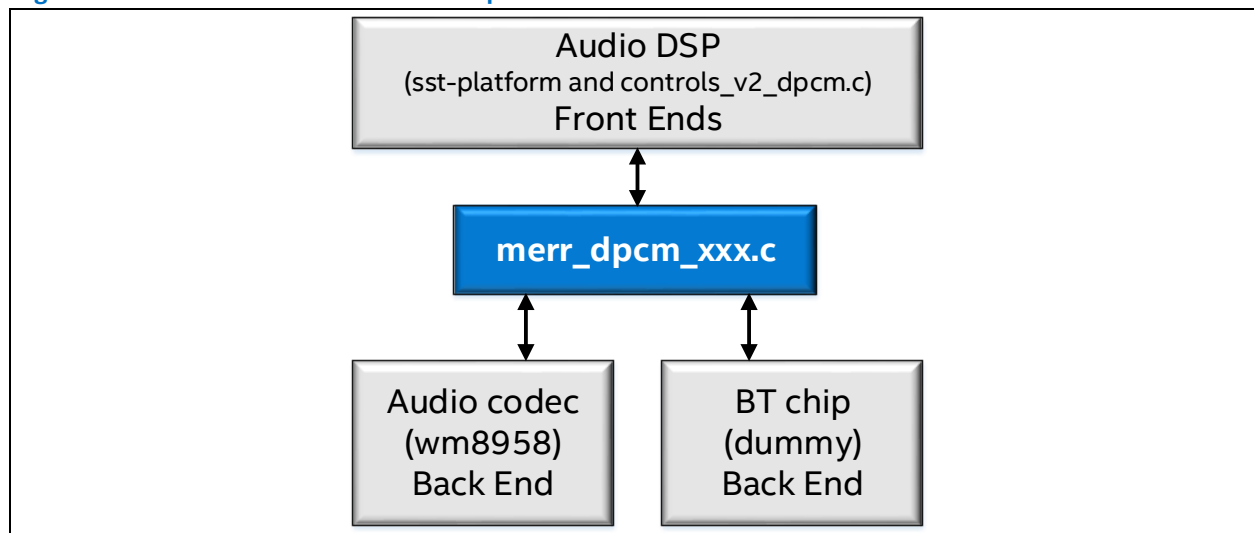 Audio DSP
(sst-platform and controls_v2_dpcm.c)
Front Ends
merr_dpcm_xxx.c
Audio codec
(wm8958)
Back End
BT chip
(dummy)
Back End